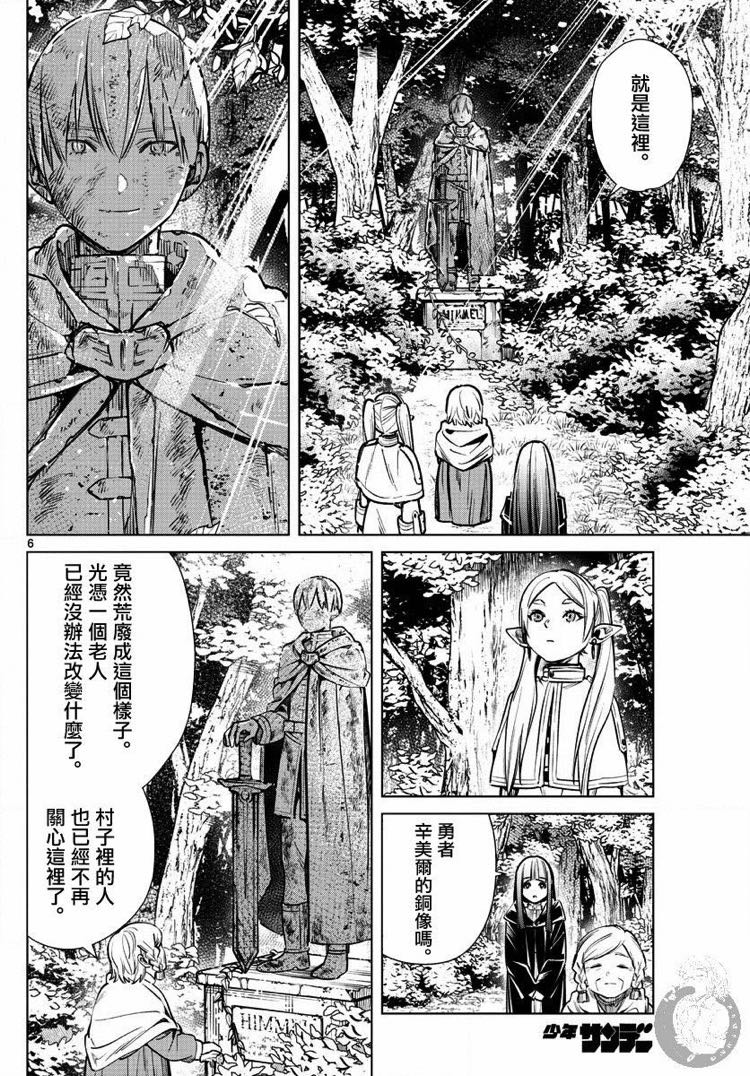 就是這裡。
HIMMEL
勇者
辛美爾的銅像嗎。
竟然荒廢成這個樣子。
光憑一個老人
已經沒辦法改變什麼了。
村子裡的人
也已經不再
關心這裡了。
HIMMEL
6
少年サンデー